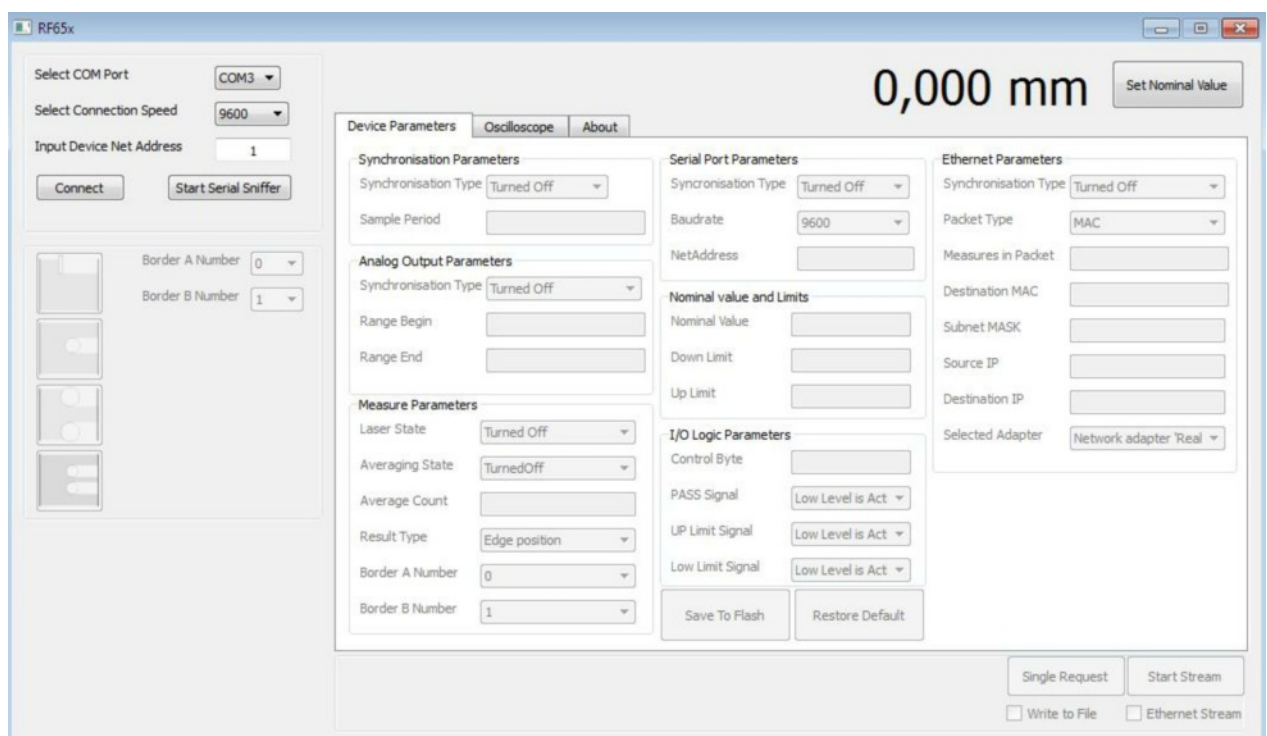 RF65x
Select COM Port COM3
Select Connection Speed 9600
Input Device Net Address 1
Connect Start Serial Sniffer
Border A Number 0
Border B Number 1
0,000 mm
Set Nominal Value
Device Parameters Oscilloscope About
Synchronisation Parameters
Synchronisation Type Turned Off
Sample Period
Analog Output Parameters
Synchronisation Type Turned Off
Range Begin
Range End
Measure Parameters
Laser State Turned Off
Averaging State TurnedOff
Average Count
Result Type Edge position
Border A Number 0
Border B Number 1
Serial Port Parameters
Syncronisation Type Turned Off
Baudrate 9600
NetAddress
Nominal value and Limits
Nominal Value
Down Limit
Up Limit
I/O Logic Parameters
Control Byte
PASS Signal Low Level is Act
UP Limit Signal Low Level is Act
Low Limit Signal Low Level is Act
Save To Flash Restore Default
Ethernet Parameters
Synchronisation Type Turned Off
Packet Type MAC
Measures in Packet
Destination MAC
Subnet MASK
Source IP
Destination IP
Selected Adapter Network adapter 'Real
Single Request Start Stream
Write to File Ethernet Stream